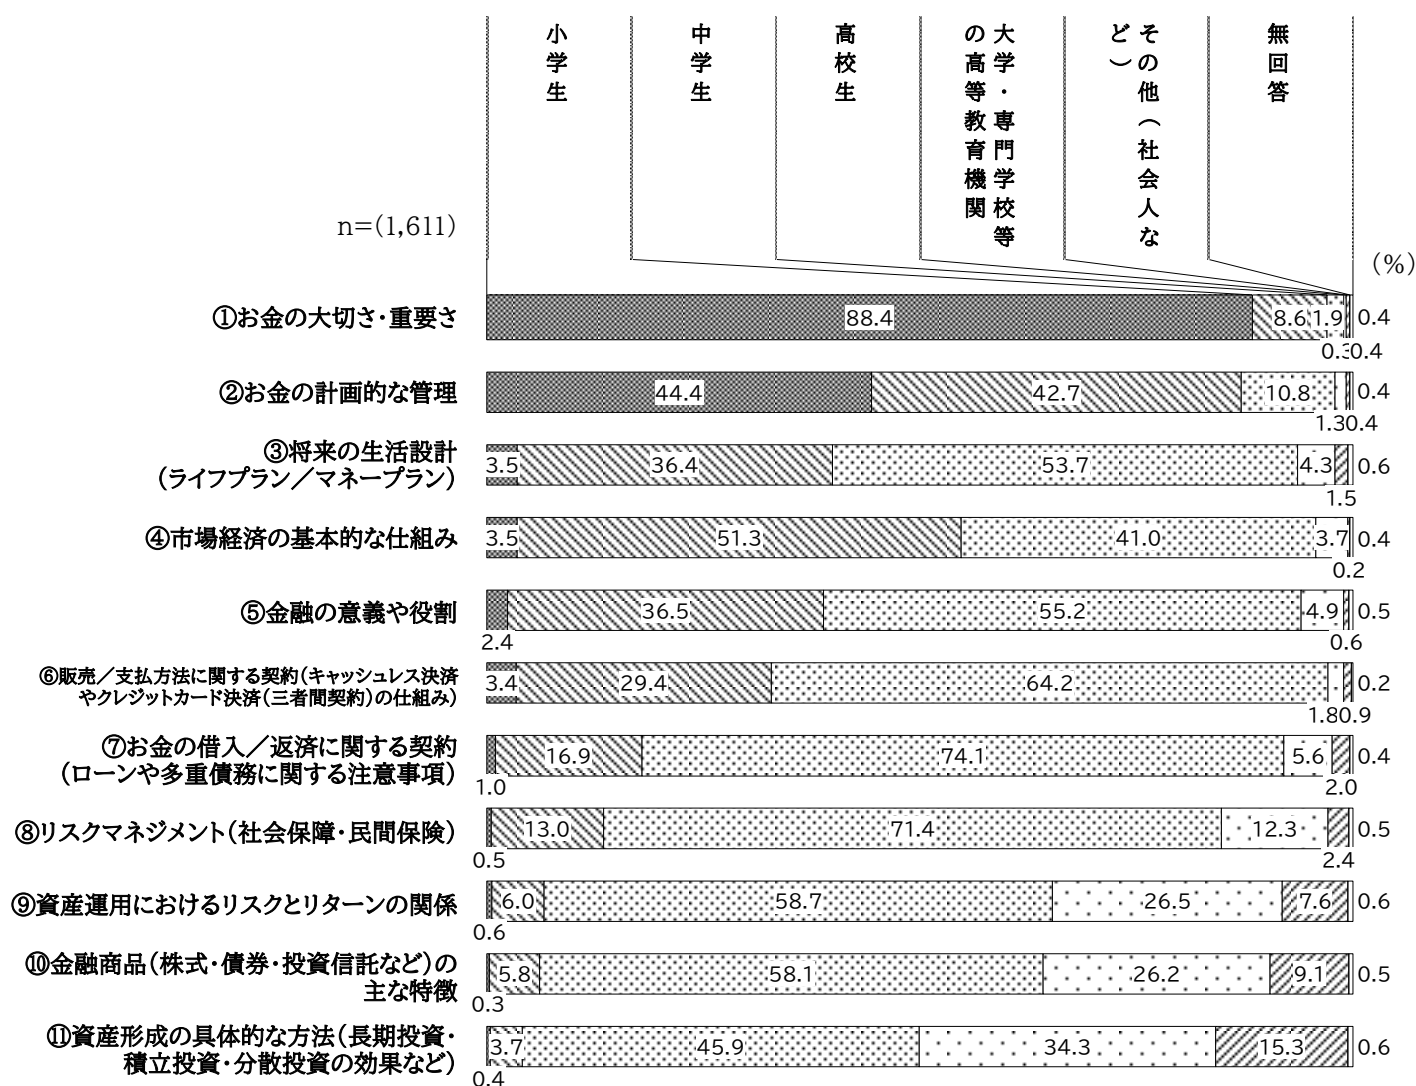 小学生
中学生
高校生
大学・専門学校等
の高等教育機関
その他（社会人な
ど）
無回答
n=(1,611)
(%)
①お金の大切さ・重要さ
88.4
8.6
1.9
0.4
0.3
0.4
②お金の計画的な管理
44.4
42.7
10.8
0.4
1.3
0.4
③将来の生活設計
（ライフプラン／マネープラン）
3.5
36.4
53.7
4.3
0.6
1.5
④市場経済の基本的な仕組み
3.5
51.3
41.0
3.7
0.4
0.2
⑤金融の意義や役割
36.5
55.2
4.9
0.5
2.4
0.6
⑥販売／支払方法に関する契約（キャッシュレス決済
やクレジットカード決済（三者間契約）の仕組み）
3.4
29.4
64.2
0.2
1.8
0.9
⑦お金の借入／返済に関する契約
（ローンや多重債務に関する注意事項）
16.9
74.1
5.6
0.4
1.0
2.0
⑧リスクマネジメント（社会保障・民間保険）
13.0
71.4
12.3
0.5
0.5
2.4
⑨資産運用におけるリスクとリターンの関係
6.0
58.7
26.5
7.6
0.6
0.6
⑩金融商品（株式・債券・投資信託など）の
主な特徴
5.8
58.1
26.2
9.1
0.5
0.3
⑪資産形成の具体的な方法（長期投資・
積立投資・分散投資の効果など）
3.7
45.9
34.3
15.3
0.6
0.4